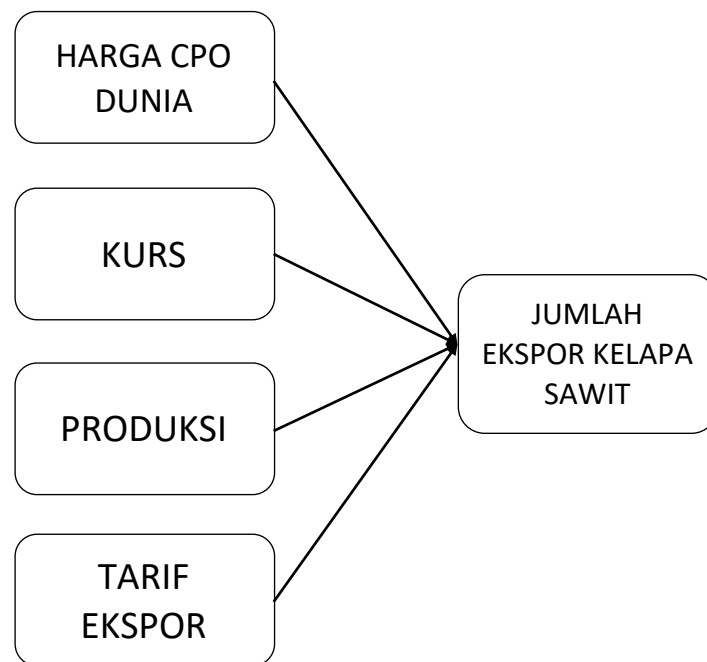 HARGA CPO
DUNIA
KURS
PRODUKSI
TARIF
EKSPOR
JUMLAH
EKSPOR KELAPA
SAWIT